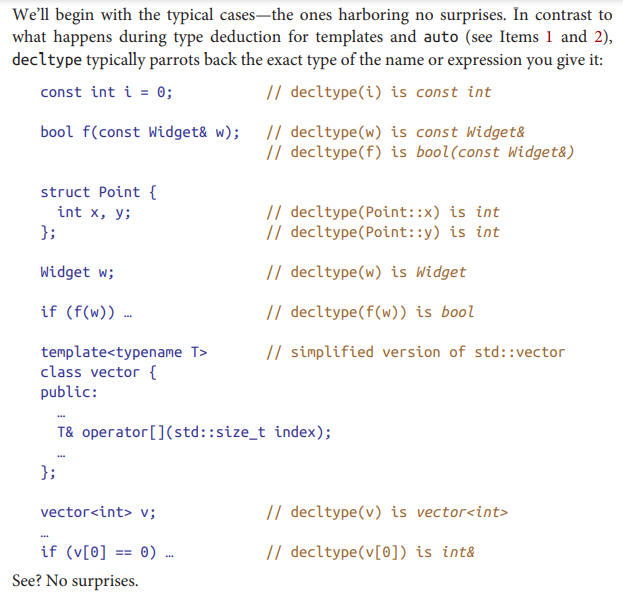 We’ll begin with the typical cases—the ones harboring no surprises. In contrast to
what happens during type deduction for templates and auto (see Items 1 and 2),
decltype typically parrots back the exact type of the name or expression you give it:
const int i = 0; // decltype(i) is const int
bool f(const Widget& w); // decltype(w) is const Widget&
// decltype(f) is bool(const Widget&)
struct Point {
int x, y; // decltype(Point::x) is int
}; // decltype(Point::y) is int
Widget w; // decltype(w) is Widget
if (f(w)) … // decltype(f(w)) is bool
template<typename T> // simplified version of std::vector
class vector {
public:
…
T& operator[](std::size_t index);
…
};
vector<int> v; // decltype(v) is vector<int>
…
if (v[0] == 0) … // decltype(v[0]) is int&
See? No surprises.